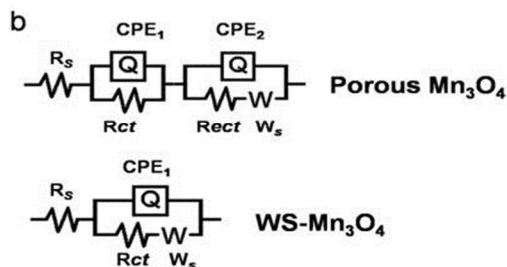 b
CPE₁ CPE₂
Rs Q Q
Rct Rect W Ws
Porous Mn₃O₄
CPE₁
Rs Q
Rct W Ws
WS-Mn₃O₄